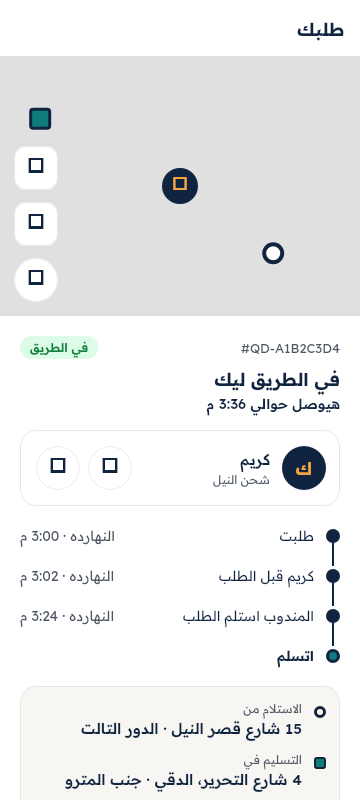 طلبك
#QD-A1B2C3D4
في الطريق
في الطريق ليك
هيوصل حوالي 3:36 م
ك
كريم
شحن النيل
طلبت
النهارده · 3:00 م
كريم قبل الطلب
النهارده · 3:02 م
المندوب استلم الطلب
النهارده · 3:24 م
اتسلم
الاستلام من
15 شارع قصر النيل · الدور التالت
التسليم في
4 شارع التحرير، الدقي · جنب المترو